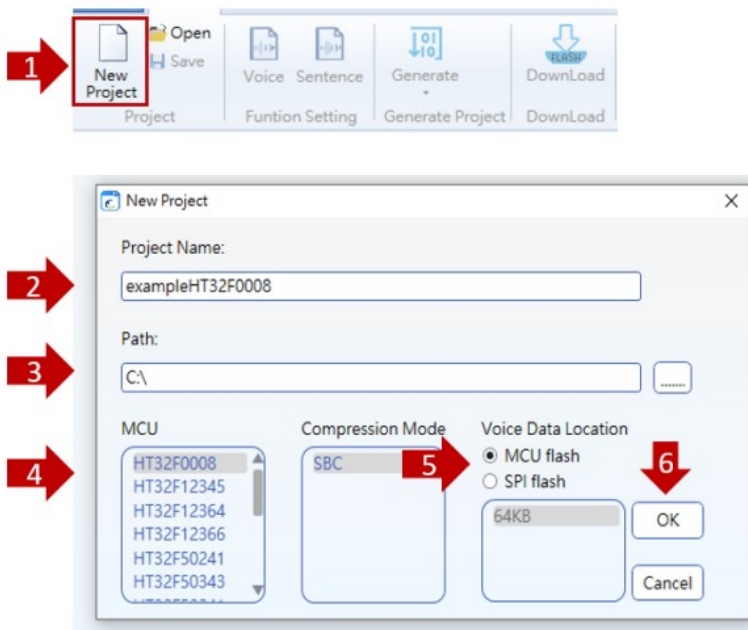 1
New
Project
Open
Save
Project
Voice Sentence
Funtion Setting
Generate
Generate Project
FLASH
DownLoad
DownLoad
New Project
Project Name:
2
exampleHT32F0008
Path:
3
C:\
........
MCU
Compression Mode
Voice Data Location
4
HT32F0008
HT32F12345
HT32F12364
HT32F12366
HT32F50241
HT32F50343
SBC
5
MCU flash
SPI flash
64KB
6
OK
Cancel